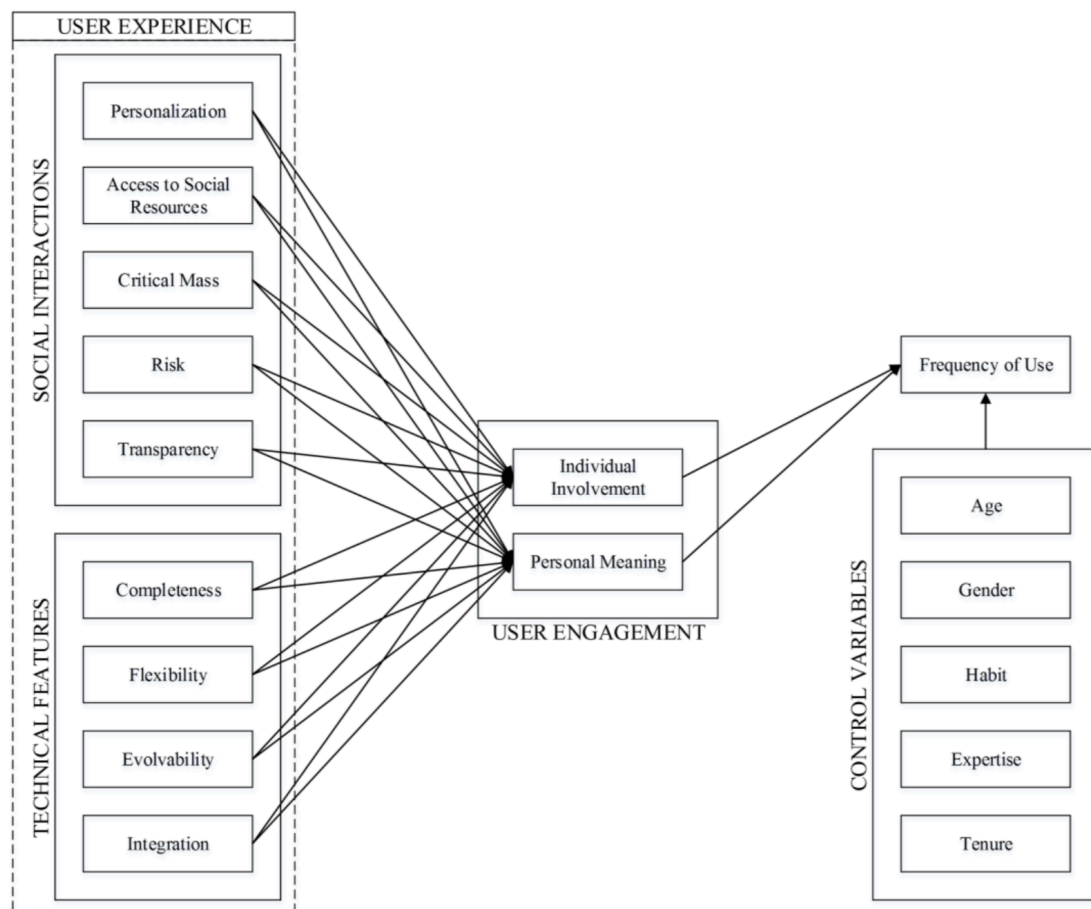 USER EXPERIENCE
SOCIAL INTERACTIONS
Personalization
Access to Social
Resources
Critical Mass
Risk
Transparency
TECHNICAL FEATURES
Completeness
Flexibility
Evolvability
Integration
Individual
Involvement
Personal Meaning
USER ENGAGEMENT
Frequency of Use
CONTROL VARIABLES
Age
Gender
Habit
Expertise
Tenure